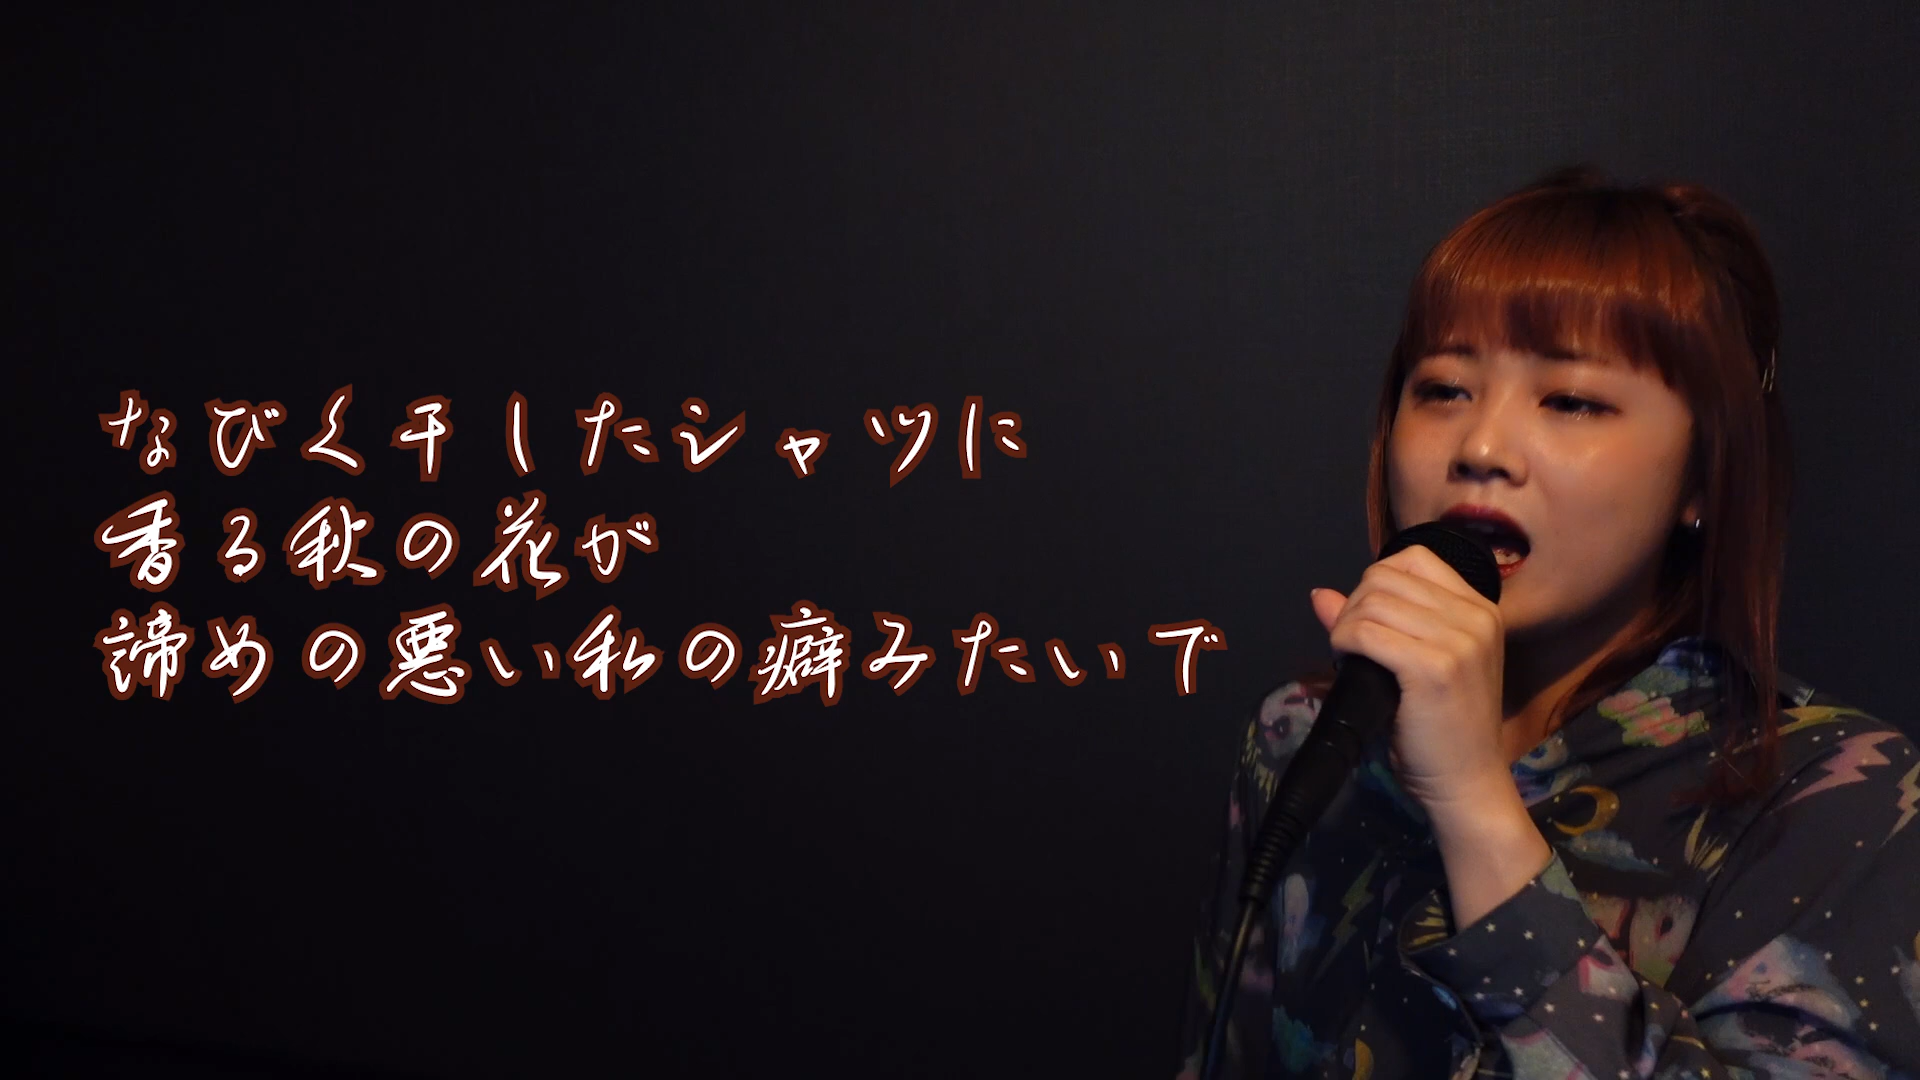 なびく干したシャツに
香る秋の花が
諦めの悪い私の癖みたいで